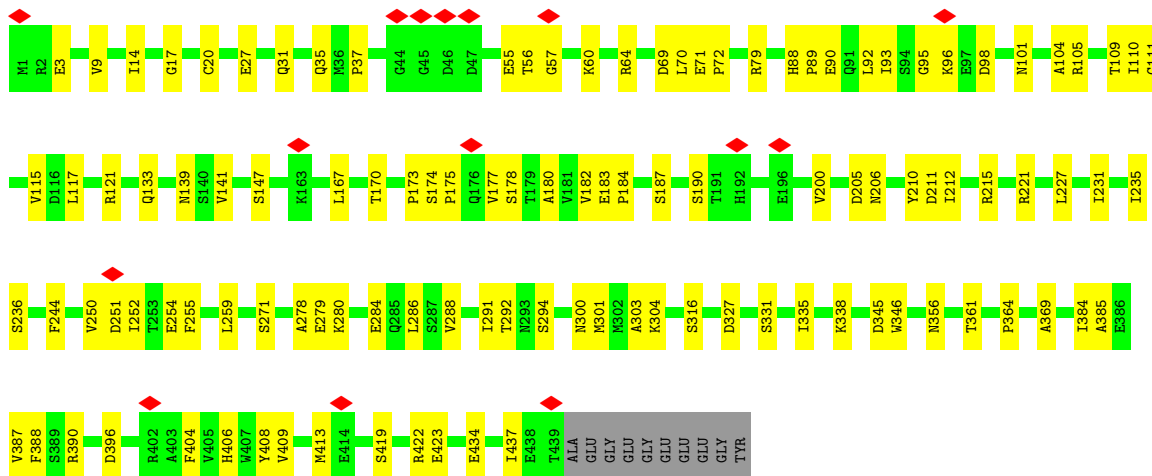 M1 R2 E3 V9 I14 G17 C20 E27 Q31 Q35 M36 P37 G44 G45 D46 D47 E55 T56 G57 K60 R64 D69 L70 E71 P72 R79 H88 P89 E90 Q91 L92 I93 S94 G95 K96 E97 D98 N101 A104 R105 T109 I110 G111
V115 D116 L117 R121 Q133 N139 S140 V141 S147 K163 L167 T170 P173 S174 P175 Q176 V177 S178 T179 A180 V181 V182 E183 P184 S187 S190 T191 H192 E196 V200 D205 N206 Y210 D211 I212 R215 R221 L227 I231 I235
S236 F244 V250 D251 I252 T253 E254 F255 L259 S271 A278 E279 K280 E284 Q285 L286 S287 V288 I291 T292 N293 S294 N300 M301 M302 A303 K304 S316 D327 S331 I335 K338 D345 W346 N356 T361 P364 A369 I384 A385 E386
V387 F388 S389 R390 D396 R402 A403 F404 V405 H406 W407 Y408 V409 M413 E414 S419 R422 E423 E434 I437 E438 T439 ALA GLU GLY GLU GLY GLU GLU GLU GLY TYR